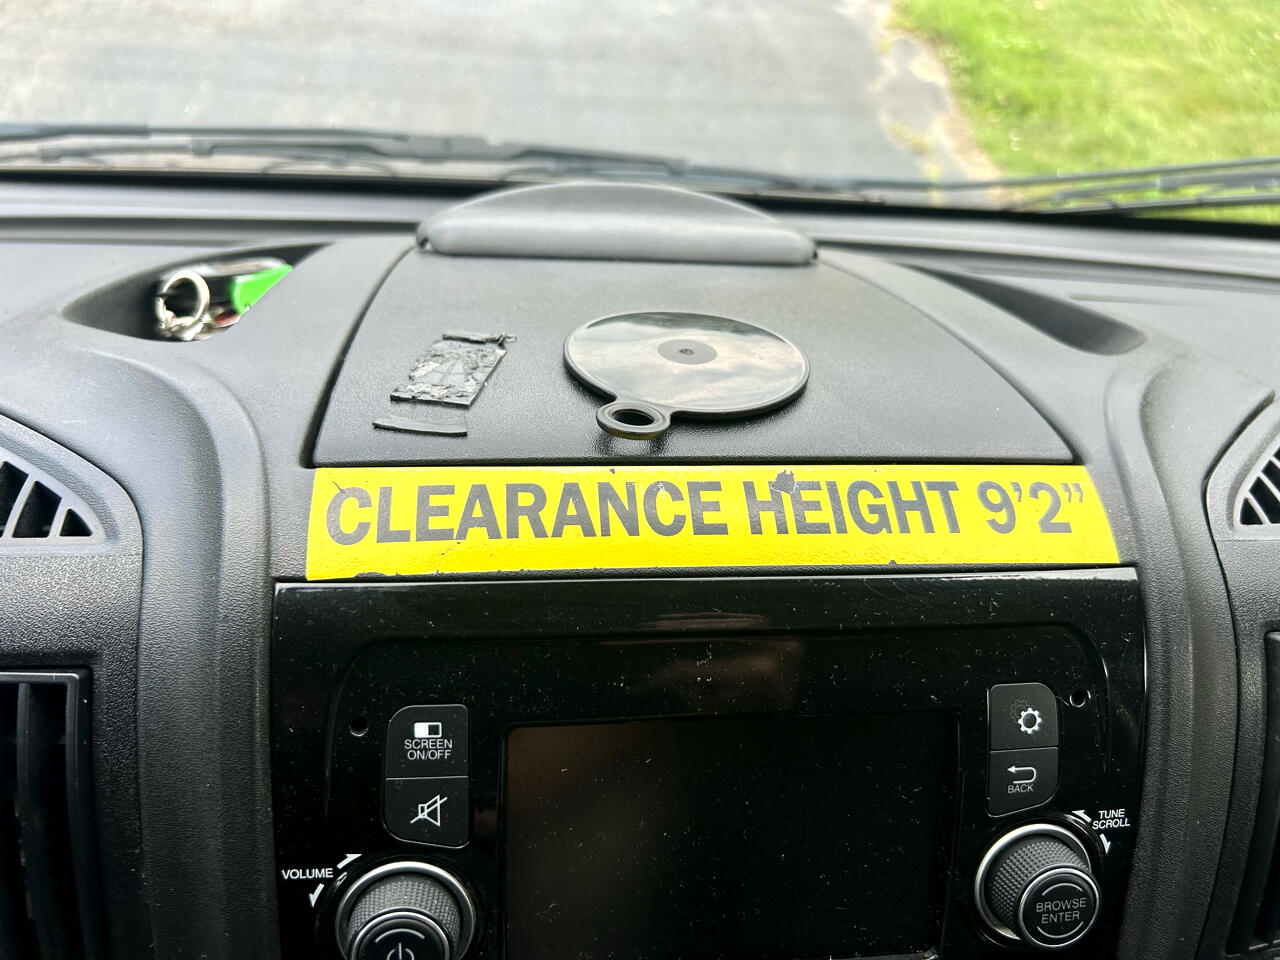 CLEARANCE HEIGHT 9'2"
SCREEN
ON/OFF
BACK
VOLUME
TUNE
SCROLL
BROWSE
ENTER